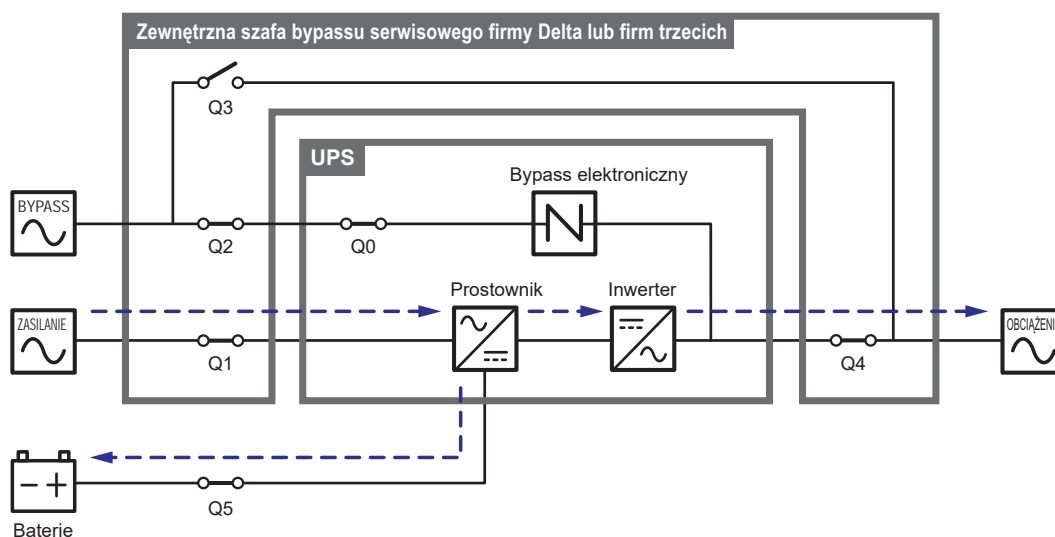 Zewnętrzna szafa bypassu serwisowego firmy Delta lub firm trzecich
Q3
UPS
Bypass elektroniczny
BYPASS
Q2
Q0
Prostownik
Inwerter
ZASILANIE
OBCIĄŻENI
Q1
Q4
Q5
Baterie